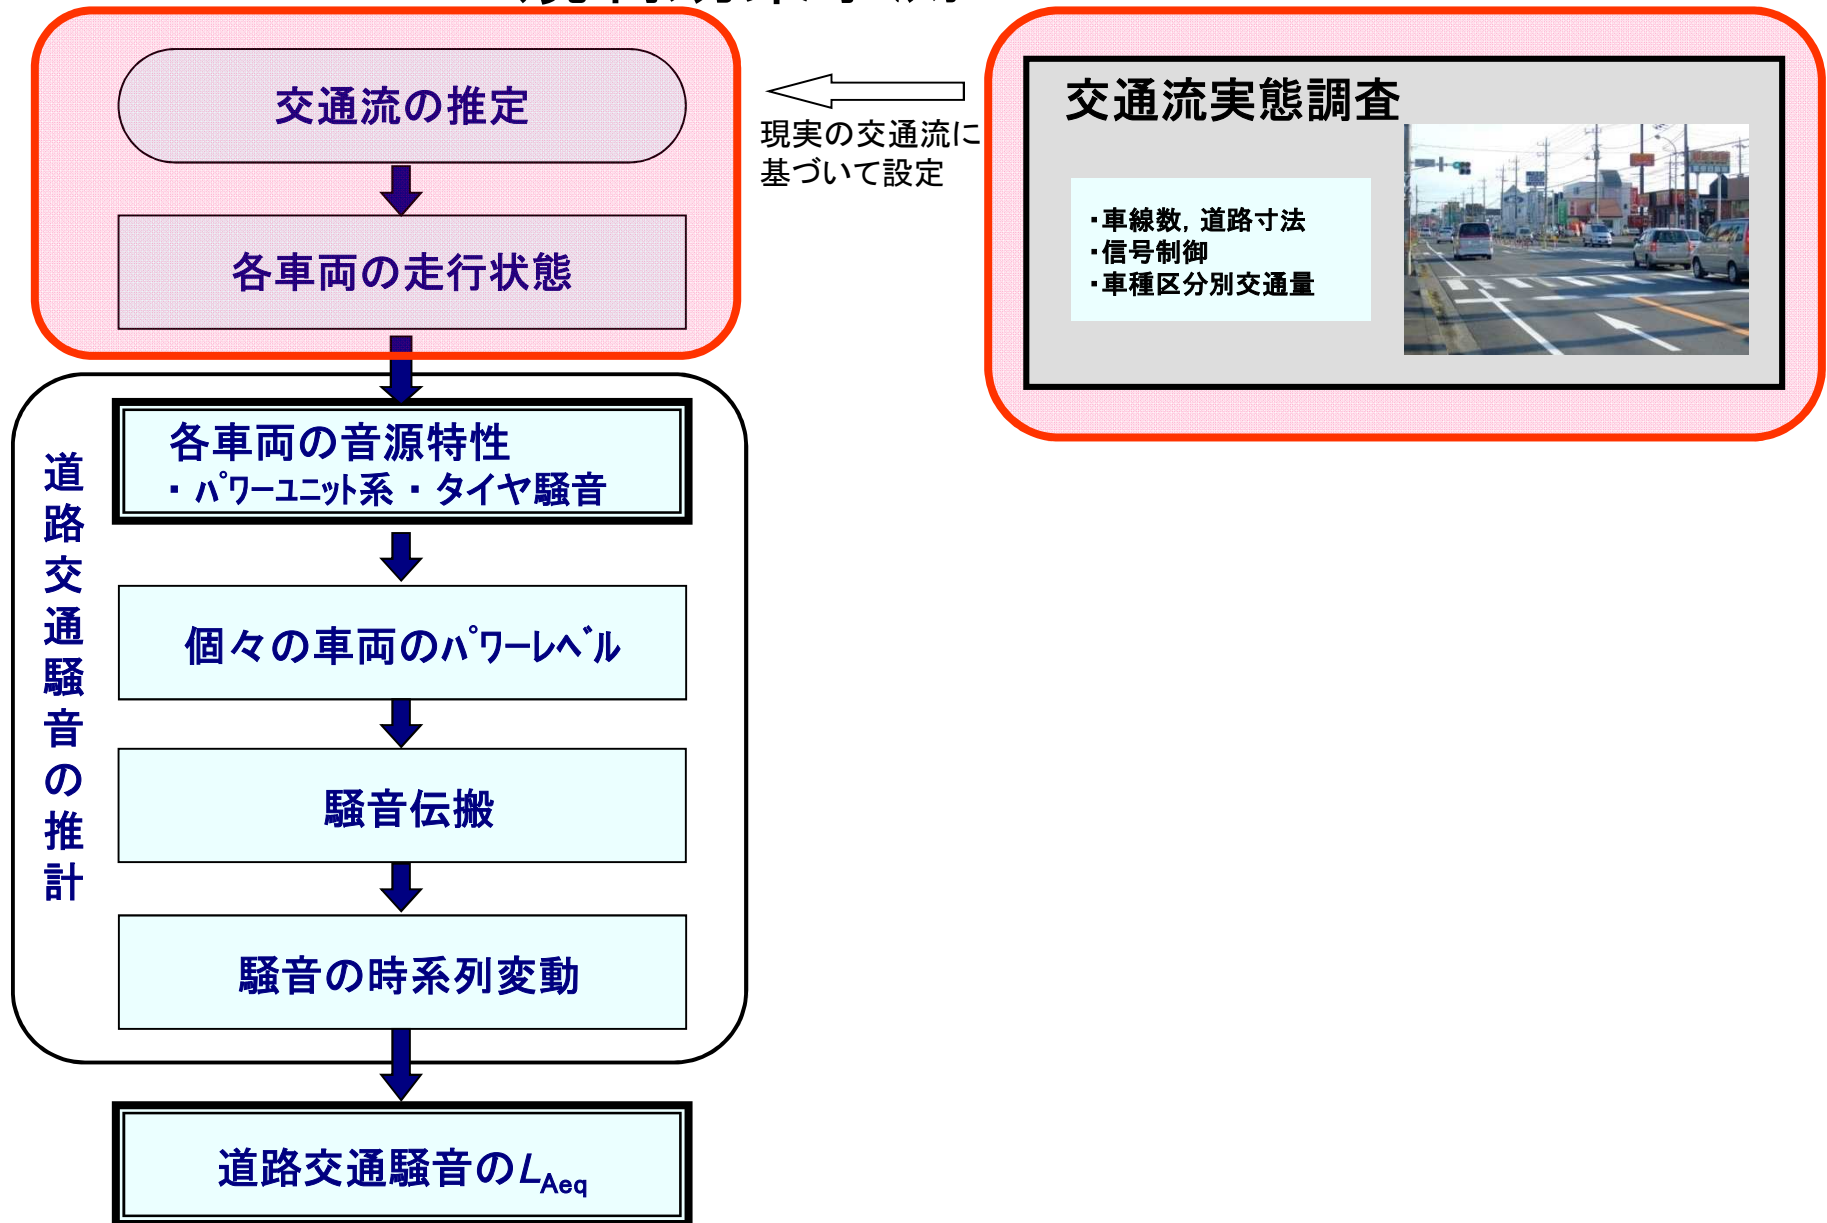 交通流の推定
各車両の走行状態
現実の交通流に
基づいて設定
交通流実態調査
・車線数，道路寸法
・信号制御
・車種区分別交通量
道路交通騒音の推計
各車両の音源特性
・ﾊﾟﾜｰﾕﾆｯﾄ系 ・タイヤ騒音
個々の車両のﾊﾟﾜｰﾚﾍﾞﾙ
騒音伝搬
騒音の時系列変動
道路交通騒音のLAeq